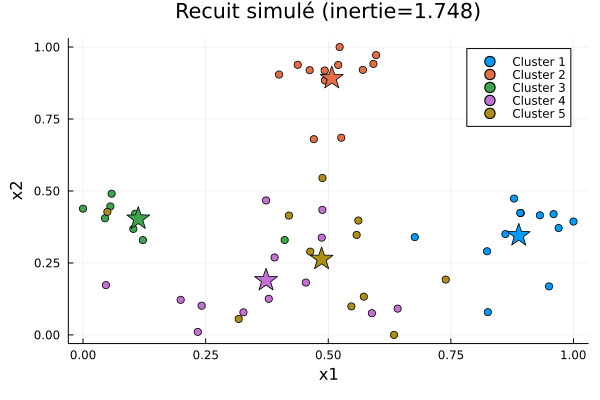 Recuit simulé (inertie=1.748)
Cluster 1
Cluster 2
Cluster 3
Cluster 4
Cluster 5
1.00
0.75
0.50
0.25
0.00
x2
0.00 0.25 0.50 0.75 1.00
x1